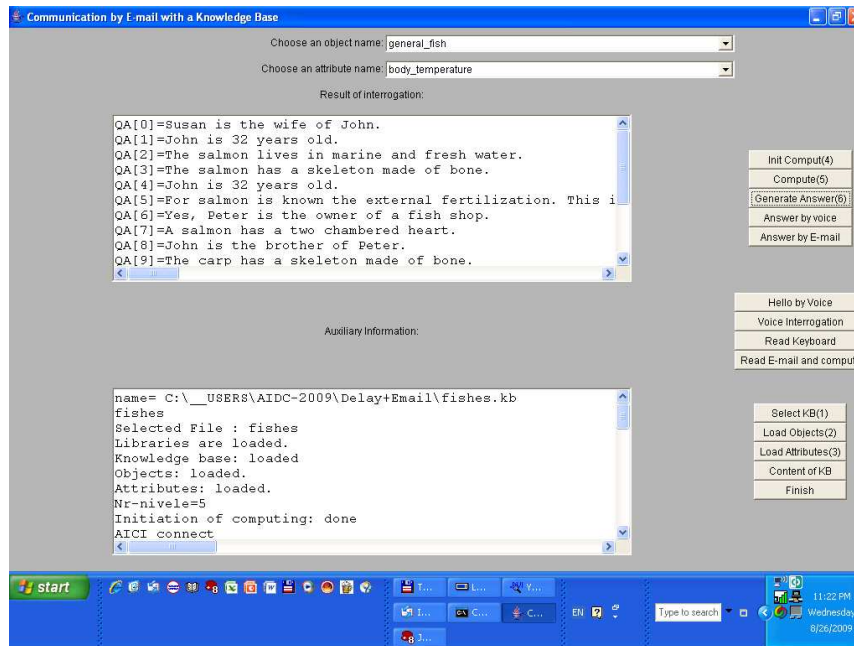 Communication by E-mail with a Knowledge Base
Choose an object name: general_fish
Choose an attribute name: body_temperature
Result of interrogation:
QA[0]=Susan is the wife of John.
QA[1]=John is 32 years old.
QA[2]=The salmon lives in marine and fresh water.
QA[3]=The salmon has a skeleton made of bone.
QA[4]=John is 32 years old.
QA[5]=For salmon is known the external fertilization. This i
QA[6]=Yes, Peter is the owner of a fish shop.
QA[7]=A salmon has a two chambered heart.
QA[8]=John is the brother of Peter.
QA[9]=The carp has a skeleton made of bone.
Init Comput(4)
Compute(5)
Generate Answer(6)
Answer by voice
Answer by E-mail
Hello by Voice
Voice Interrogation
Read Keyboard
Read E-mail and comput
Auxiliary Information:
name= C:\__USERS\AIDC-2009\Delay+Email\fishes.kb
fishes
Selected File : fishes
Libraries are loaded.
Knowledge base: loaded
Objects: loaded.
Attributes: loaded.
Nr-nivele=5
Initiation of computing: done
AICI connect
Select KB(1)
Load Objects(2)
Load Attributes(3)
Content of KB
Finish
start
T...
L...
Y...
I...
C...
C...
J...
EN
Type to search
11:22 PM
Wednesday
8/26/2009